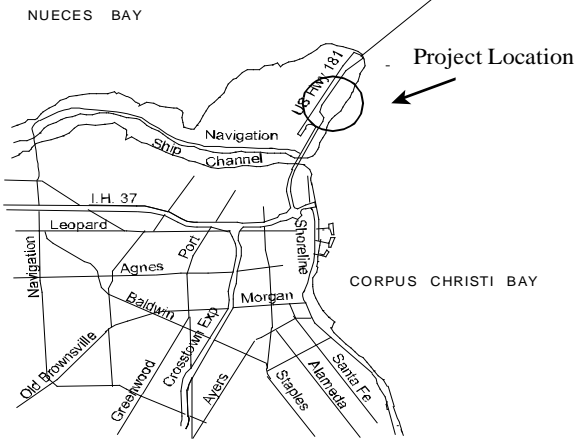 NUECES BAY
Project Location
US Hwy 181
Navigation
Ship Channel
I.H. 37
Leopard
Port
Shoreline
Navigation
Agnes
CORPUS CHRISTI BAY
Baldwin
Morgan
Crosstown Exp
Old Brownsville
Greenwood
Ayers
Staples
Alameda
Santa Fe